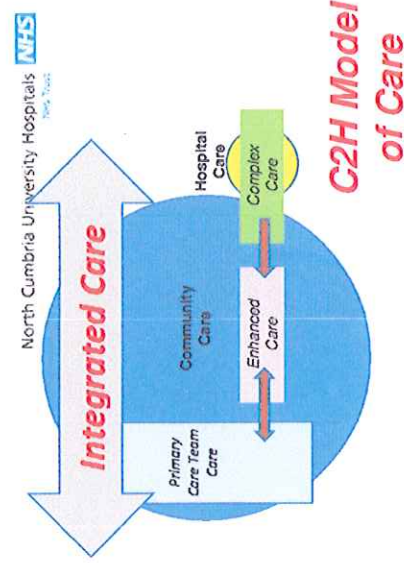 North Cumbria University Hospitals NHS
NHS Trust
Integrated Care
Hospital
Care
Community
Care
Primary
Care Team
Care
Enhanced
Care
Complex
Care
C2H Model
of Care